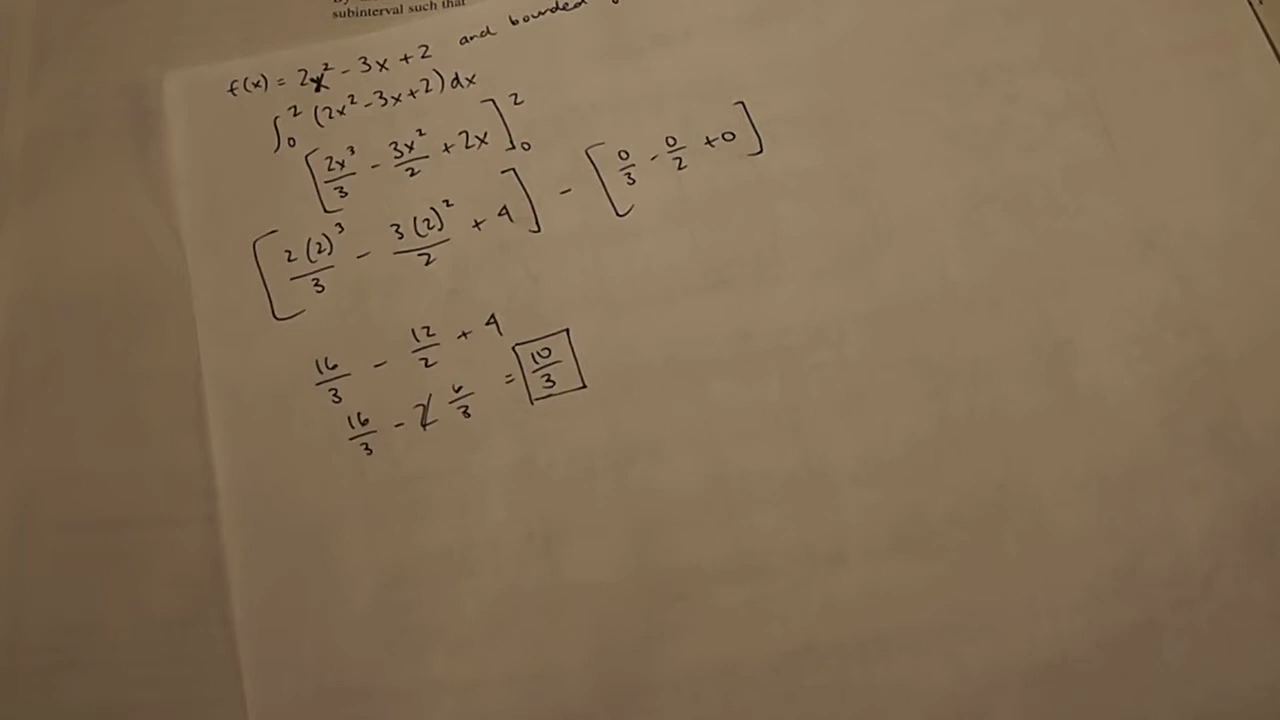 subinterval such that
f(x) = 2x² - 3x + 2 and bounded
∫₀² (2x² - 3x + 2) dx
[2x³/3 - 3x²/2 + 2x]₀²
[2(2)³/3 - 3(2)²/2 + 4] - [0/3 - 0/2 + 0]
16/3 - 12/2 + 4
16/3 - 2 6/3 = 10/3